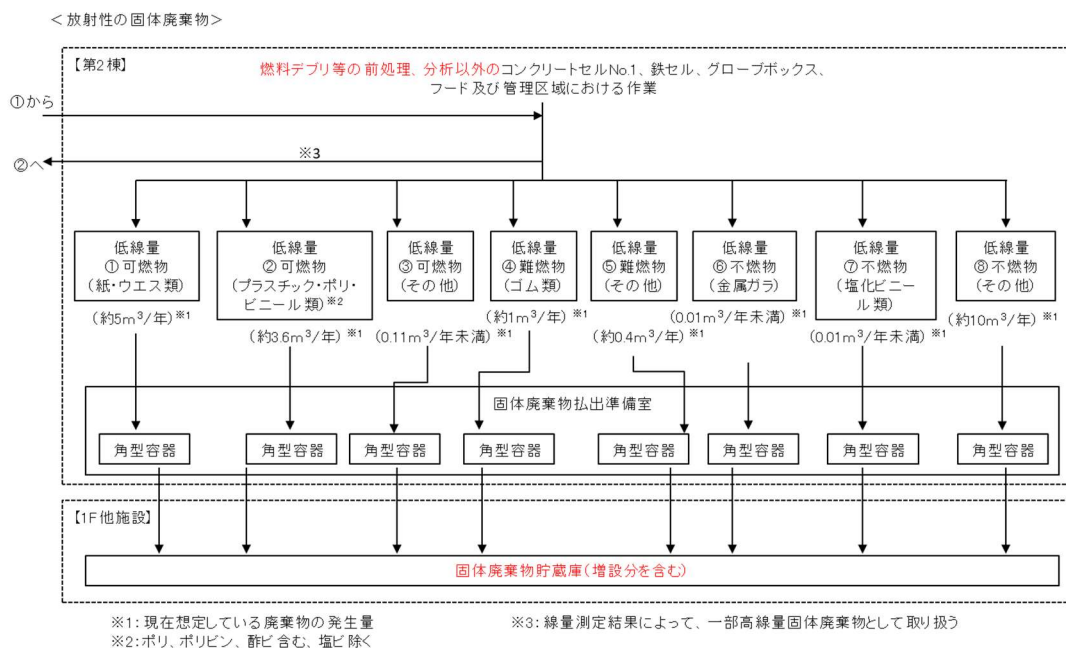 ＜放射性の固体廃棄物＞
【第2棟】
燃料デブリ等の前処理、分析以外のコンクリートセルNo.1、鉄セル、グローブボックス、
フード及び管理区域における作業
①から
※3
②へ
低線量
①可燃物
(紙・ウエス類)
低線量
②可燃物
(プラスチック・ポリ・
ビニール類)※2
低線量
③可燃物
(その他)
低線量
④難燃物
(ゴム類)
低線量
⑤難燃物
(その他)
低線量
⑥不燃物
(金属ガラ)
低線量
⑦不燃物
(塩化ビニール
類)
低線量
⑧不燃物
(その他)
(約5m³/年)※1
(約3.6m³/年)※1
(0.11m³/年未満)※1
(約1m³/年)※1
(約0.4m³/年)※1
(0.01m³/年未満)※1
(0.01m³/年未満)※1
(約10m³/年)※1
固体廃棄物払出準備室
角型容器
角型容器
角型容器
角型容器
角型容器
角型容器
角型容器
角型容器
【1F他施設】
固体廃棄物貯蔵庫(増設分を含む)
※1：現在想定している廃棄物の発生量
※2：ポリ、ポリビン、酢ビ含む、塩ビ除く
※3：線量測定結果によって、一部高線量固体廃棄物として取り扱う